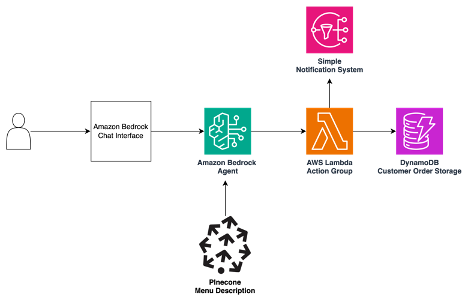 Simple
Notification System
Amazon Bedrock
Chat Interface
Amazon Bedrock
Agent
AWS Lambda
Action Group
DynamoDB
Customer Order Storage
Pinecone
Menu Description